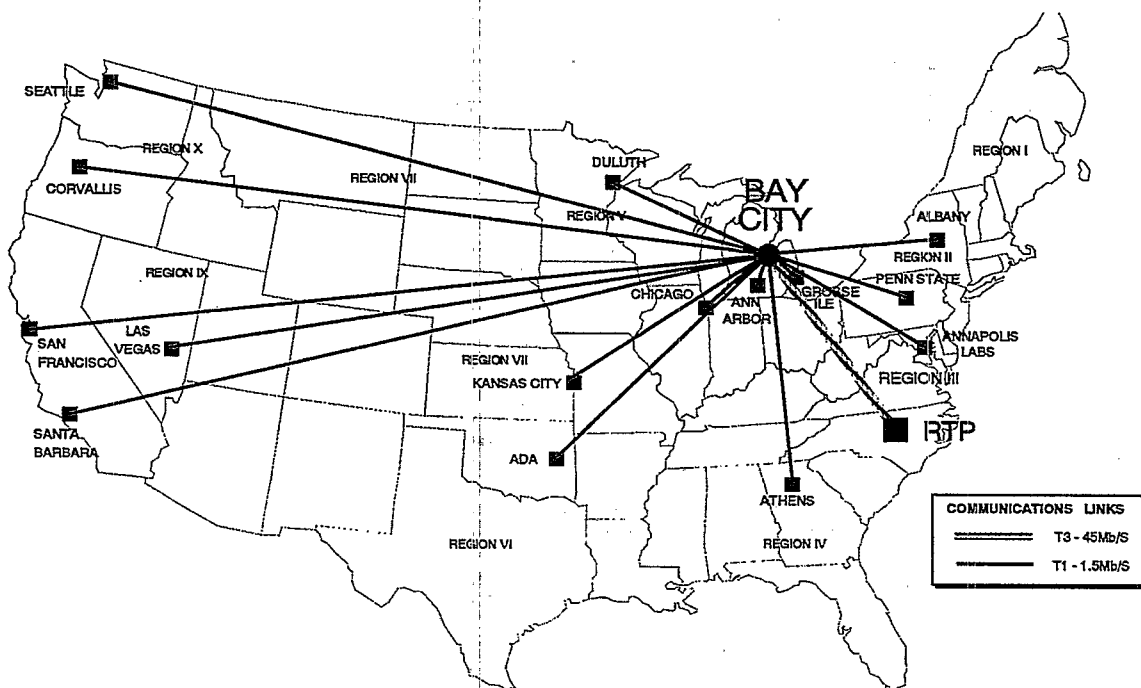 SEATTLE
REGION X
CORVALLIS
REGION VII
DULUTH
REGION V
BAY
CITY
REGION I
ALBANY
REGION II
PENN STATE
REGION IX
CHICAGO
ANN
ARBOR
GROSSE
ILE
ANNAPOLIS
LABS
LAS
VEGAS
SAN
FRANCISCO
REGION VII
KANSAS CITY
REGION III
RTP
SANTA
BARBARA
ADA
ATHENS
REGION VI
REGION IV
COMMUNICATIONS LINKS
T3 - 45Mb/S
T1 - 1.5Mb/S